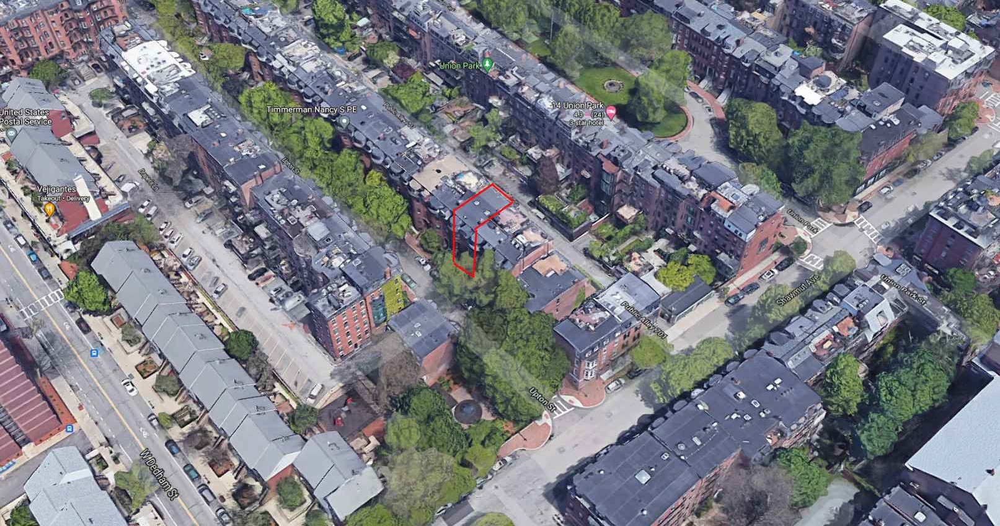 Union Park
14 Union Park
4.3 (24)
3-star hotel
Timmerman Nancy S PE
Public Alley 701
United States
Postal Service
Upton St
Vejigantes
Takeout • Delivery
Union Park
Union Park St
Shawmut Ave
Public Alley 701
Upton St
W Dedham St